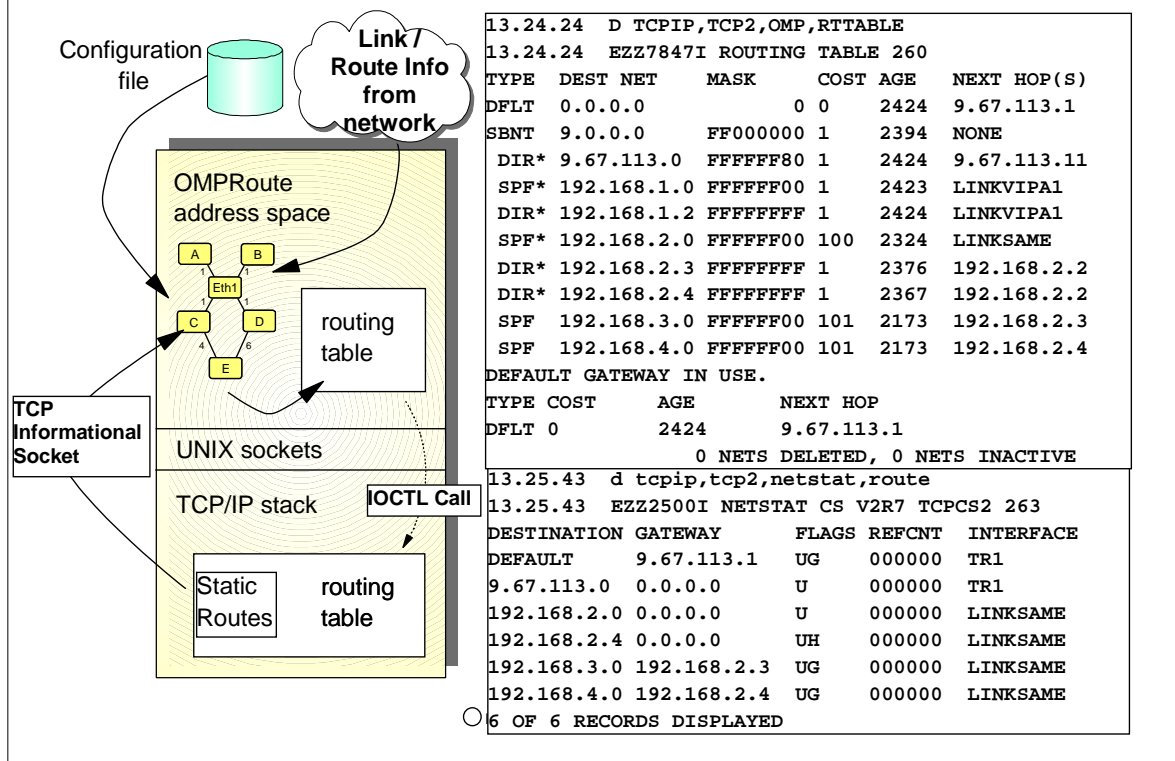 Configuration
file
Link /
Route Info
from
network
OMPRoute
address space
A
B
1
1
Eth1
1
1
C
D
4
6
E
routing
table
TCP
Informational
Socket
UNIX sockets
TCP/IP stack
IOCTL Call
Static
Routes
routing
table
13.24.24 D TCPIP,TCP2,OMP,RTTABLE
13.24.24 EZZ7847I ROUTING TABLE 260
TYPE DEST NET MASK COST AGE NEXT HOP(S)
DFLT 0.0.0.0 0 0 2424 9.67.113.1
SBNT 9.0.0.0 FF000000 1 2394 NONE
DIR* 9.67.113.0 FFFFFF80 1 2424 9.67.113.11
SPF* 192.168.1.0 FFFFFF00 1 2423 LINKVIPA1
DIR* 192.168.1.2 FFFFFFFF 1 2424 LINKVIPA1
SPF* 192.168.2.0 FFFFFF00 100 2324 LINKSAME
DIR* 192.168.2.3 FFFFFFFF 1 2376 192.168.2.2
DIR* 192.168.2.4 FFFFFFFF 1 2367 192.168.2.2
SPF 192.168.3.0 FFFFFF00 101 2173 192.168.2.3
SPF 192.168.4.0 FFFFFF00 101 2173 192.168.2.4
DEFAULT GATEWAY IN USE.
TYPE COST AGE NEXT HOP
DFLT 0 2424 9.67.113.1
0 NETS DELETED, 0 NETS INACTIVE
13.25.43 d tcpip,tcp2,netstat,route
13.25.43 EZZ2500I NETSTAT CS V2R7 TCPCS2 263
DESTINATION GATEWAY FLAGS REFCNT INTERFACE
DEFAULT 9.67.113.1 UG 000000 TR1
9.67.113.0 0.0.0.0 U 000000 TR1
192.168.2.0 0.0.0.0 U 000000 LINKSAME
192.168.2.4 0.0.0.0 UH 000000 LINKSAME
192.168.3.0 192.168.2.3 UG 000000 LINKSAME
192.168.4.0 192.168.2.4 UG 000000 LINKSAME
6 OF 6 RECORDS DISPLAYED